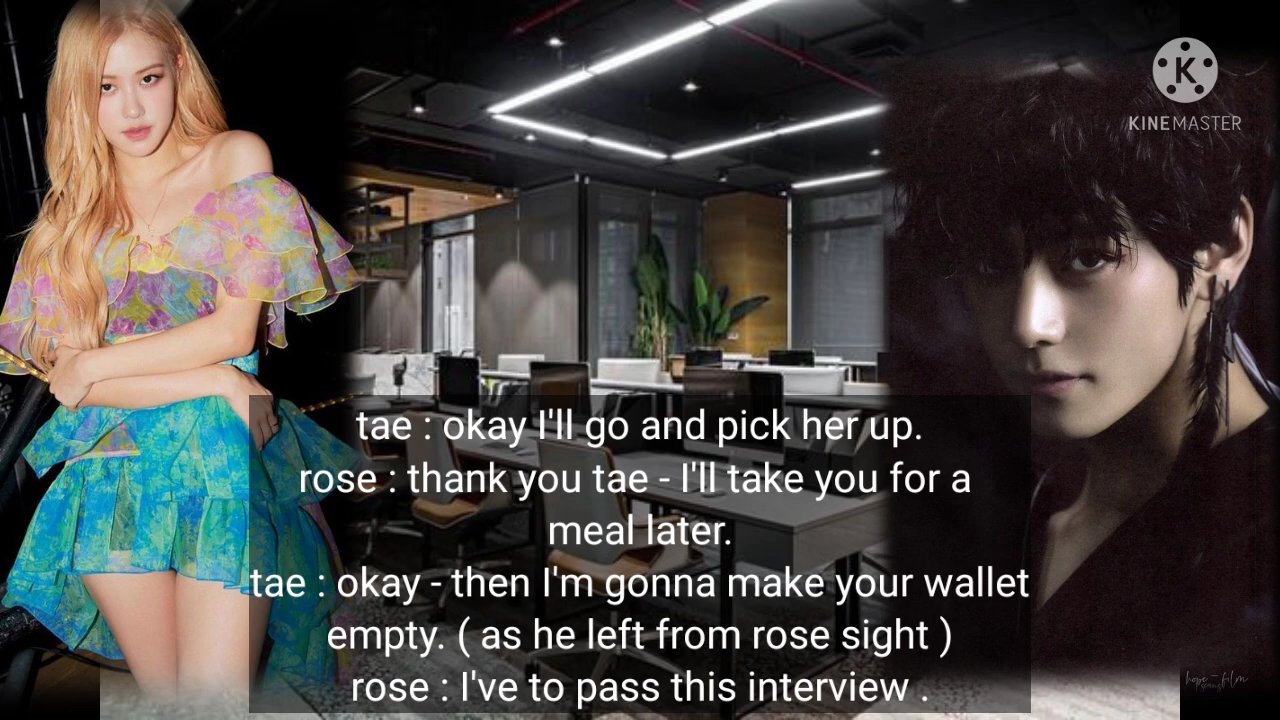 K
KINEMASTER
tae : okay I'll go and pick her up.
rose : thank you tae - I'll take you for a
meal later.
tae : okay - then I'm gonna make your wallet
empty. ( as he left from rose sight )
rose : I've to pass this interview .
hope - film